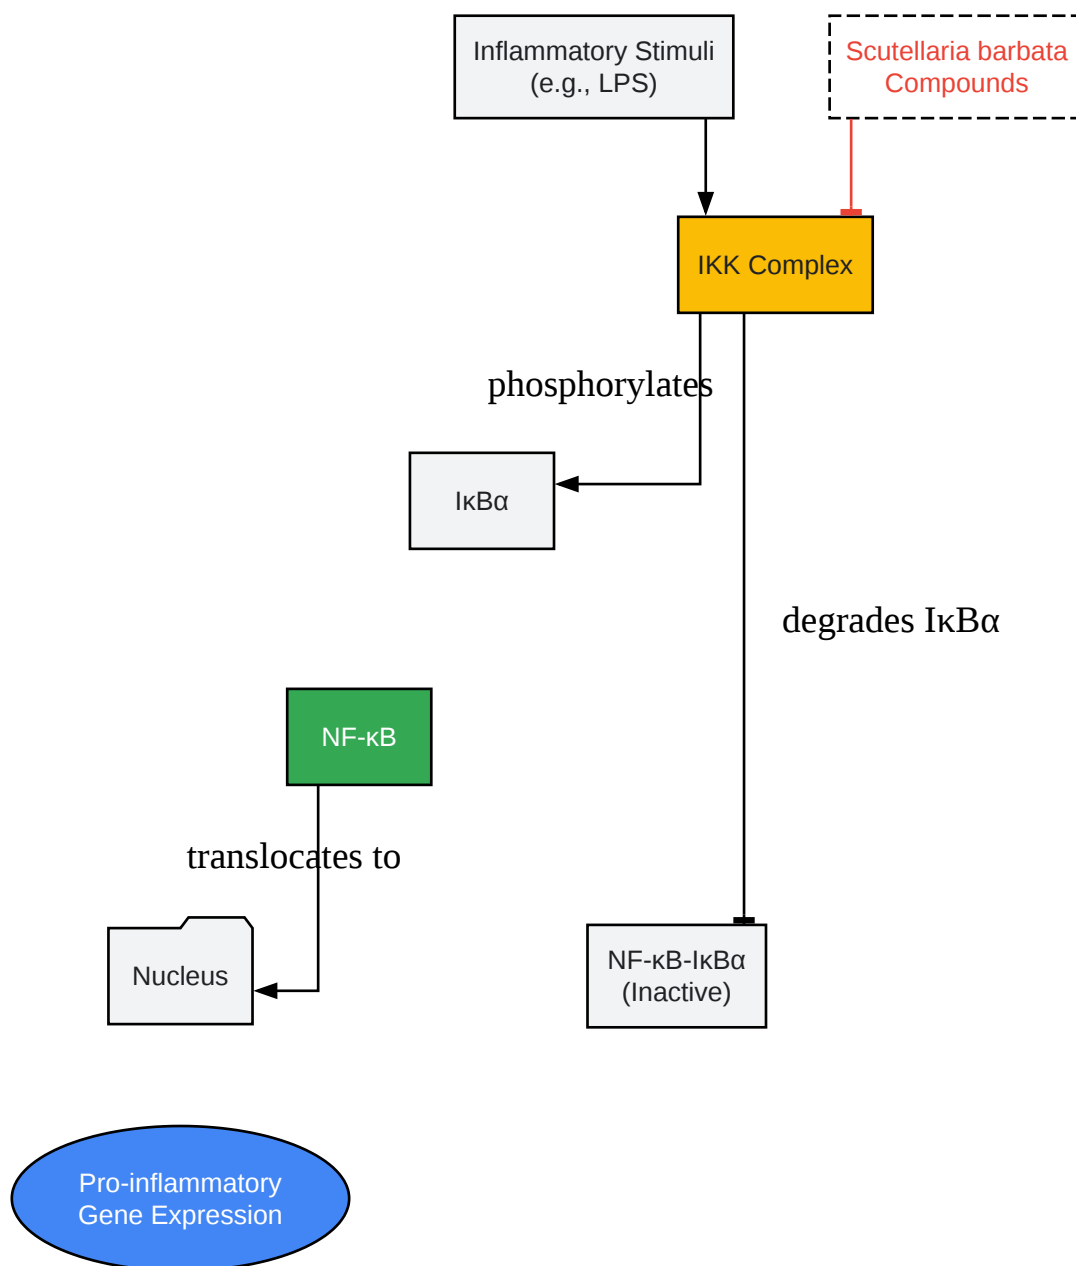 Inflammatory Stimuli
(e.g., LPS)
Scutellaria barbata
Compounds
IKK Complex
phosphorylates
IκBα
degrades IκBα
NF-κB
translocates to
Nucleus
NF-κB-IκBα
(Inactive)
Pro-inflammatory
Gene Expression